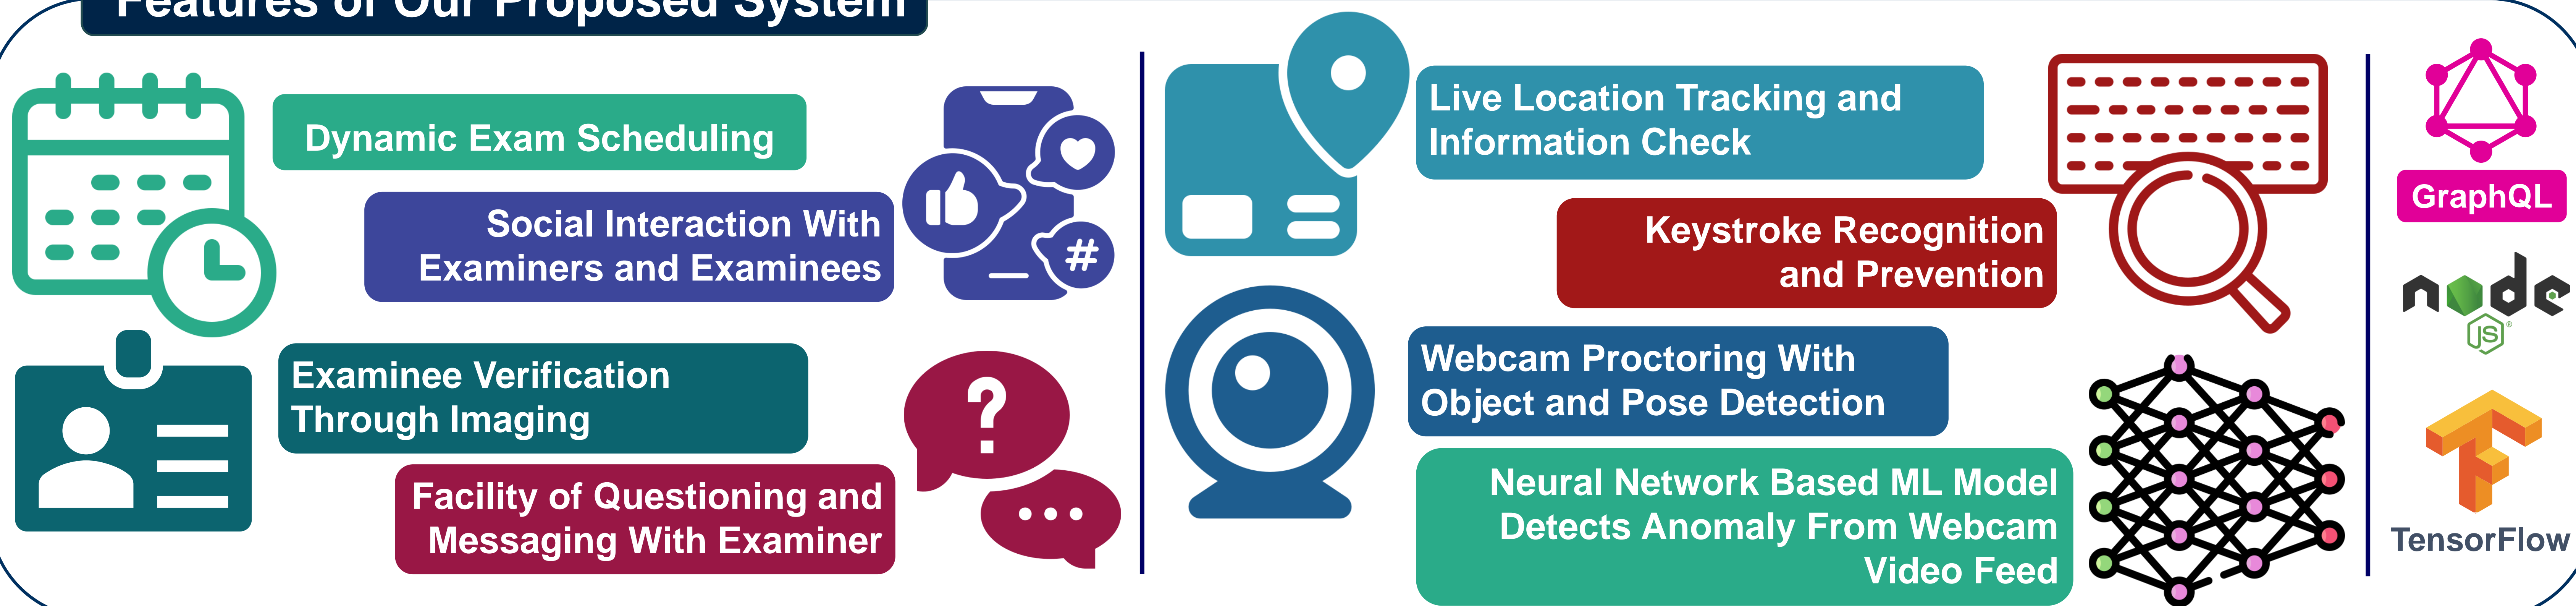 Features of Our Proposed System
Dynamic Exam Scheduling
Social Interaction With
Examiners and Examinees
#
Examinee Verification
Through Imaging
?
Facility of Questioning and
Messaging With Examiner
Live Location Tracking and
Information Check
Keystroke Recognition
and Prevention
Webcam Proctoring With
Object and Pose Detection
Neural Network Based ML Model
Detects Anomaly From Webcam
Video Feed
GraphQL
node
JS®
TensorFlow